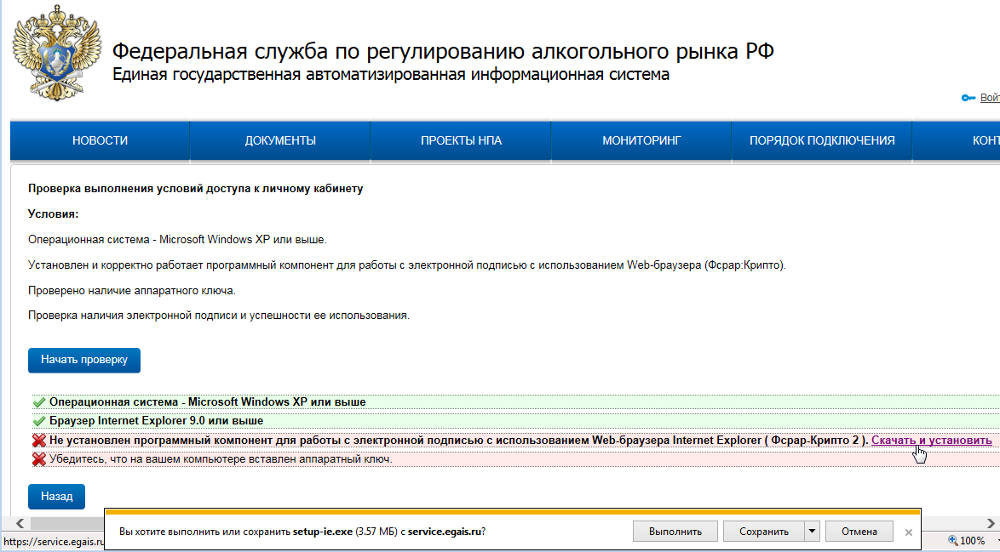 Федеральная служба по регулированию алкогольного рынка РФ
Единая государственная автоматизированная информационная система
НОВОСТИ ДОКУМЕНТЫ ПРОЕКТЫ НПА МОНИТОРИНГ ПОРЯДОК ПОДКЛЮЧЕНИЯ
Проверка выполнения условий доступа к личному кабинету
Условия:
Операционная система - Microsoft Windows XP или выше.
Установлен и корректно работает программный компонент для работы с электронной подписью с использованием Web-браузера (Фсрар:Крипто).
Проверено наличие аппаратного ключа.
Проверка наличия электронной подписи и успешности ее использования.
Начать проверку
Операционная система - Microsoft Windows XP или выше
Браузер Internet Explorer 9.0 или выше
Не установлен программный компонент для работы с электронной подписью с использованием Web-браузера Internet Explorer ( Фсрар-Крипто 2 ). Скачать и установить
Убедитесь, что на вашем компьютере вставлен аппаратный ключ.
Назад
Вы хотите выполнить или сохранить setup-ie.exe (3.57 МБ) с service.egais.ru? Выполнить Сохранить Отмена
https://service.egais.ru 100%